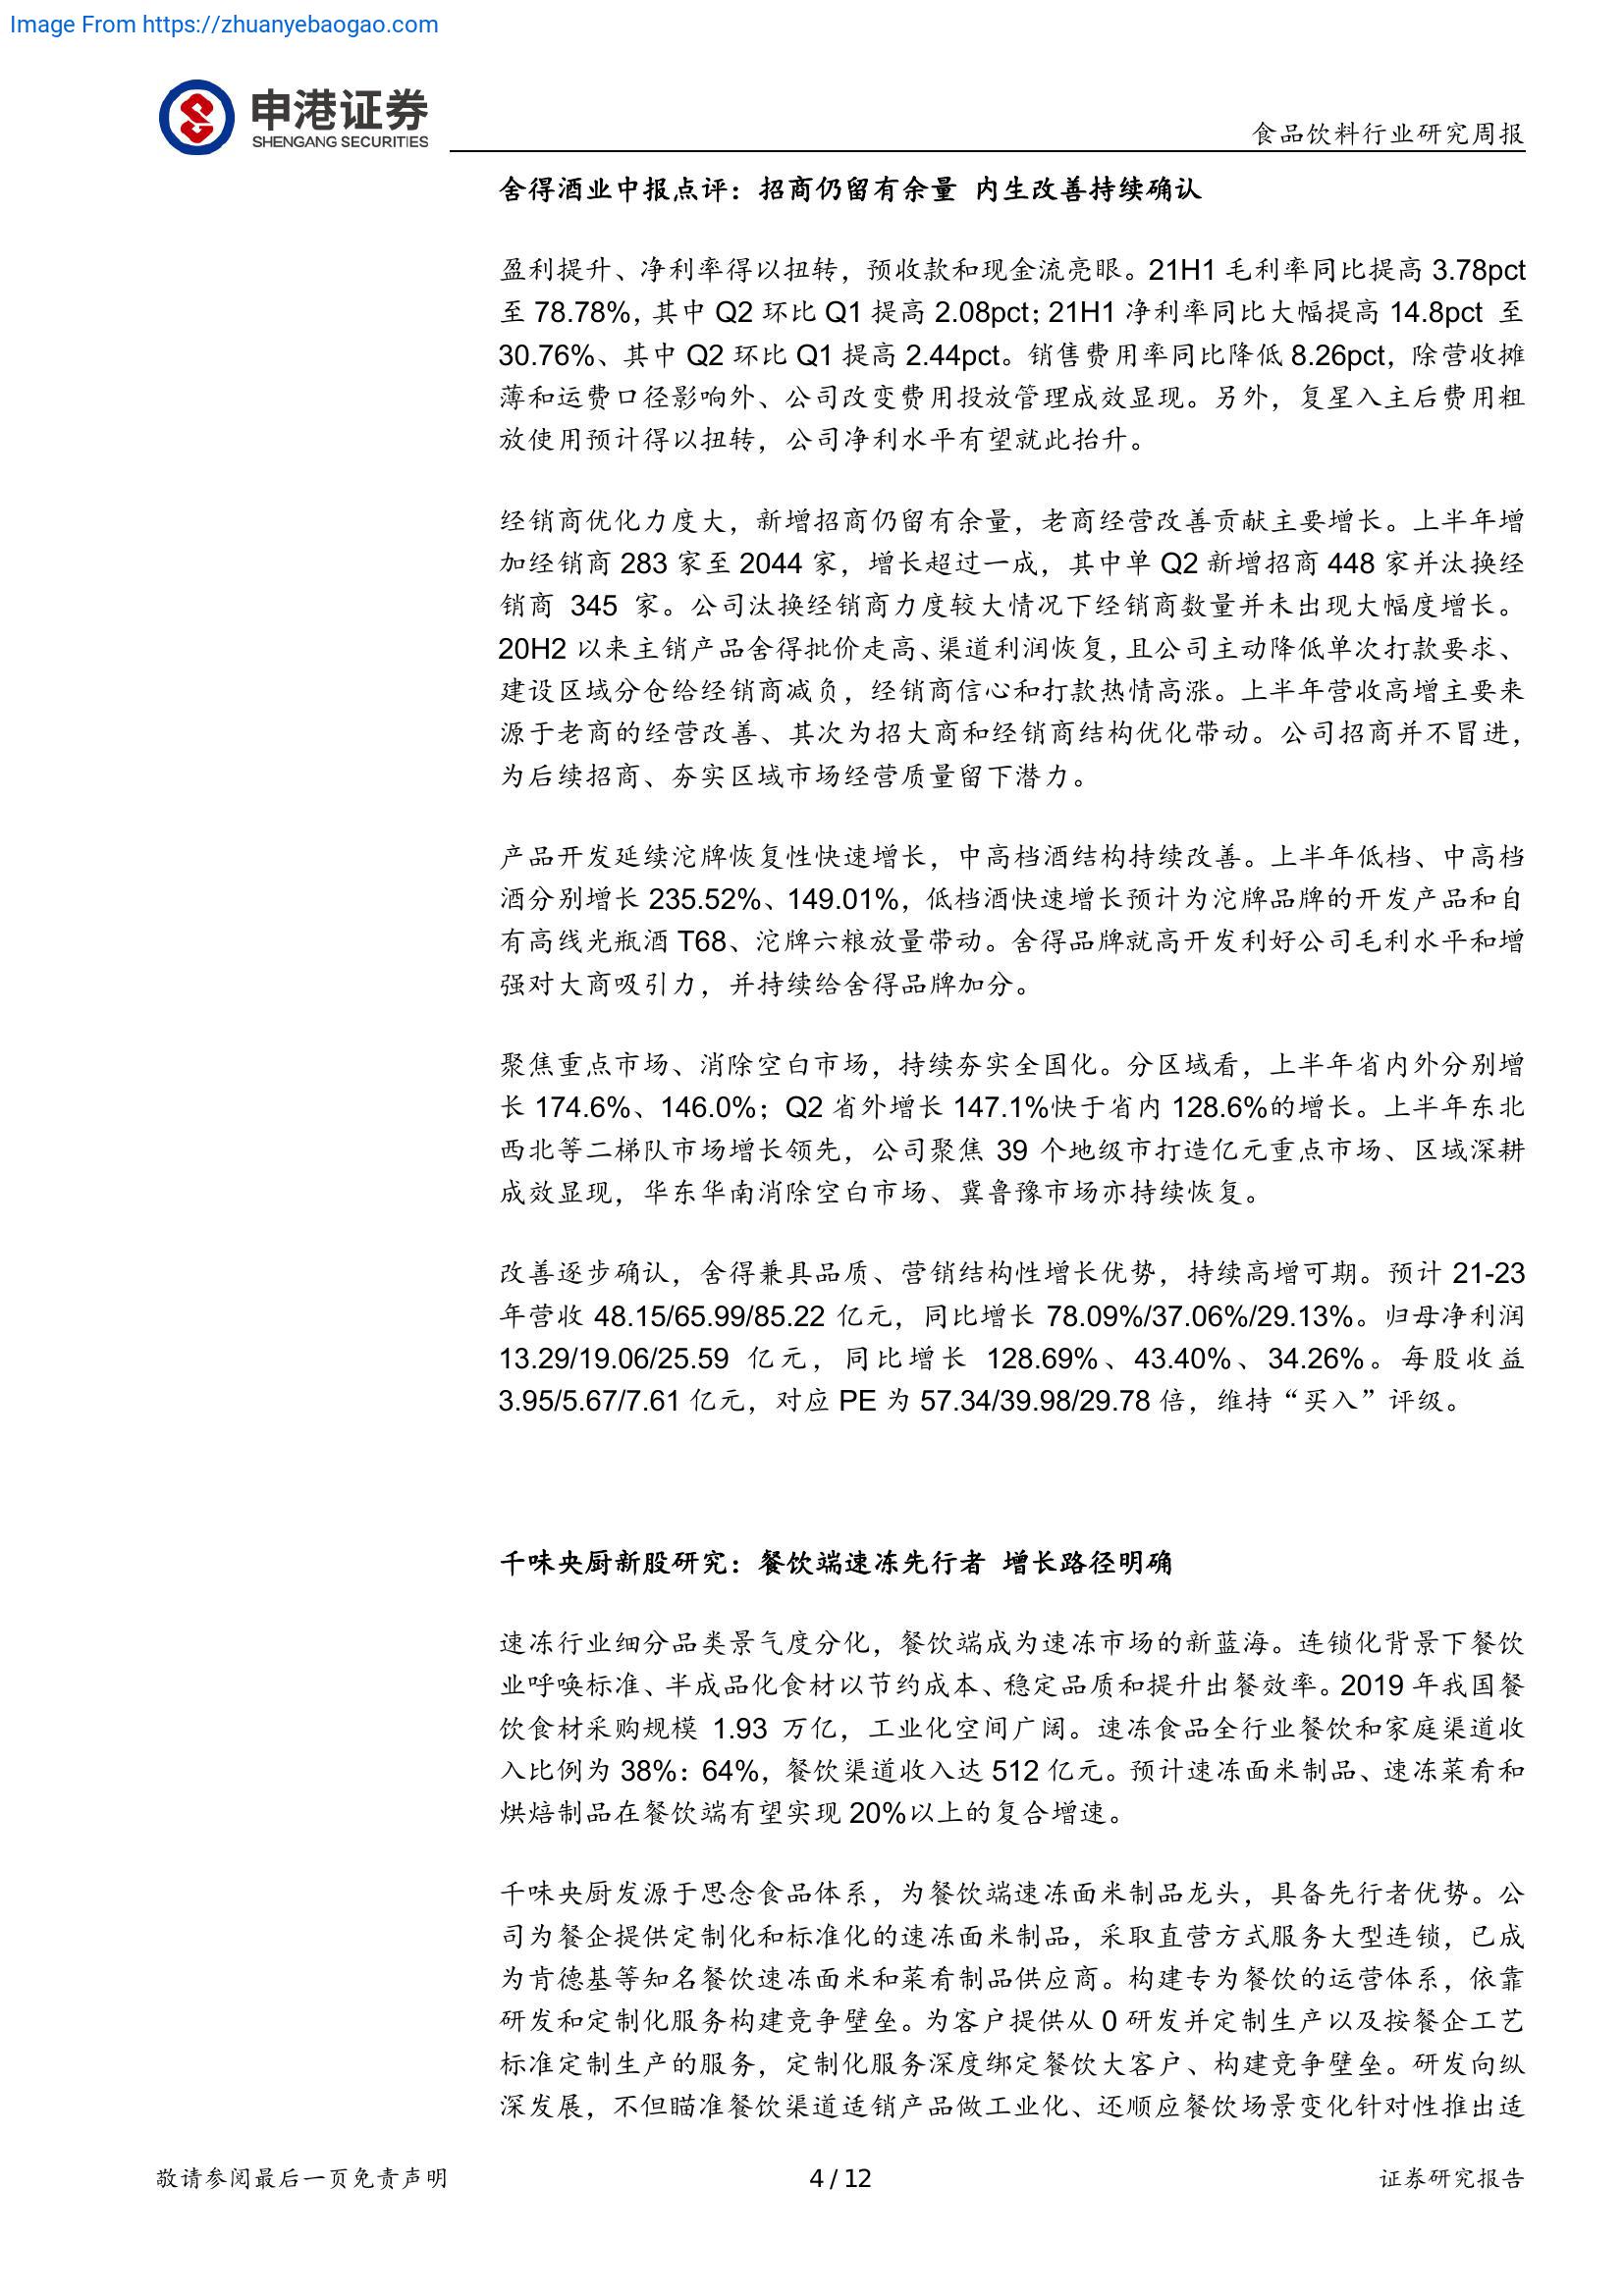 Image From https://zhuanyebaogao.com
申港证券
SHENGANG SECURITIES
食品饮料行业研究周报
舍得酒业中报点评：招商仍留有余量 内生改善持续确认
盈利提升、净利率得以扭转，预收款和现金流亮眼。21H1 毛利率同比提高 3.78pct
至 78.78%，其中 Q2 环比 Q1 提高 2.08pct；21H1 净利率同比大幅提高 14.8pct 至
30.76%、其中 Q2 环比 Q1 提高 2.44pct。销售费用率同比降低 8.26pct，除营收摊
薄和运费口径影响外、公司改变费用投放管理成效显现。另外，复星入主后费用粗
放使用预计得以扭转，公司净利水平有望就此抬升。
经销商优化力度大，新增招商仍留有余量，老商经营改善贡献主要增长。上半年增
加经销商 283 家至 2044 家，增长超过一成，其中单 Q2 新增招商 448 家并汰换经
销商 345 家。公司汰换经销商力度较大情况下经销商数量并未出现大幅度增长。
20H2 以来主销产品舍得批价走高、渠道利润恢复，且公司主动降低单次打款要求、
建设区域分仓给经销商减负，经销商信心和打款热情高涨。上半年营收高增主要来
源于老商的经营改善、其次为招大商和经销商结构优化带动。公司招商并不冒进，
为后续招商、夯实区域市场经营质量留下潜力。
产品开发延续沱牌恢复性快速增长，中高档酒结构持续改善。上半年低档、中高档
酒分别增长 235.52%、149.01%，低档酒快速增长预计为沱牌品牌的开发产品和自
有高线光瓶酒 T68、沱牌六粮放量带动。舍得品牌就高开发利好公司毛利水平和增
强对大商吸引力，并持续给舍得品牌加分。
聚焦重点市场、消除空白市场，持续夯实全国化。分区域看，上半年省内外分别增
长 174.6%、146.0%；Q2 省外增长 147.1%快于省内 128.6%的增长。上半年东北
西北等二梯队市场增长领先，公司聚焦 39 个地级市打造亿元重点市场、区域深耕
成效显现，华东华南消除空白市场、冀鲁豫市场亦持续恢复。
改善逐步确认，舍得兼具品质、营销结构性增长优势，持续高增可期。预计 21-23
年营收 48.15/65.99/85.22 亿元，同比增长 78.09%/37.06%/29.13%。归母净利润
13.29/19.06/25.59 亿元，同比增长 128.69%、43.40%、34.26%。每股收益
3.95/5.67/7.61 亿元，对应 PE 为 57.34/39.98/29.78 倍，维持“买入”评级。
千味央厨新股研究：餐饮端速冻先行者 增长路径明确
速冻行业细分品类景气度分化，餐饮端成为速冻市场的新蓝海。连锁化背景下餐饮
业呼唤标准、半成品化食材以节约成本、稳定品质和提升出餐效率。2019 年我国餐
饮食材采购规模 1.93 万亿，工业化空间广阔。速冻食品全行业餐饮和家庭渠道收
入比例为 38%：64%，餐饮渠道收入达 512 亿元。预计速冻面米制品、速冻菜肴和
烘焙制品在餐饮端有望实现 20%以上的复合增速。
千味央厨发源于思念食品体系，为餐饮端速冻面米制品龙头，具备先行者优势。公
司为餐企提供定制化和标准化的速冻面米制品，采取直营方式服务大型连锁，已成
为肯德基等知名餐饮速冻面米和菜肴制品供应商。构建专为餐饮的运营体系，依靠
研发和定制化服务构建竞争壁垒。为客户提供从 0 研发并定制生产以及按餐企工艺
标准定制生产的服务，定制化服务深度绑定餐饮大客户、构建竞争壁垒。研发向纵
深发展，不但瞄准餐饮渠道适销产品做工业化、还顺应餐饮场景变化针对性推出适
敬请参阅最后一页免责声明
4 / 12
证券研究报告